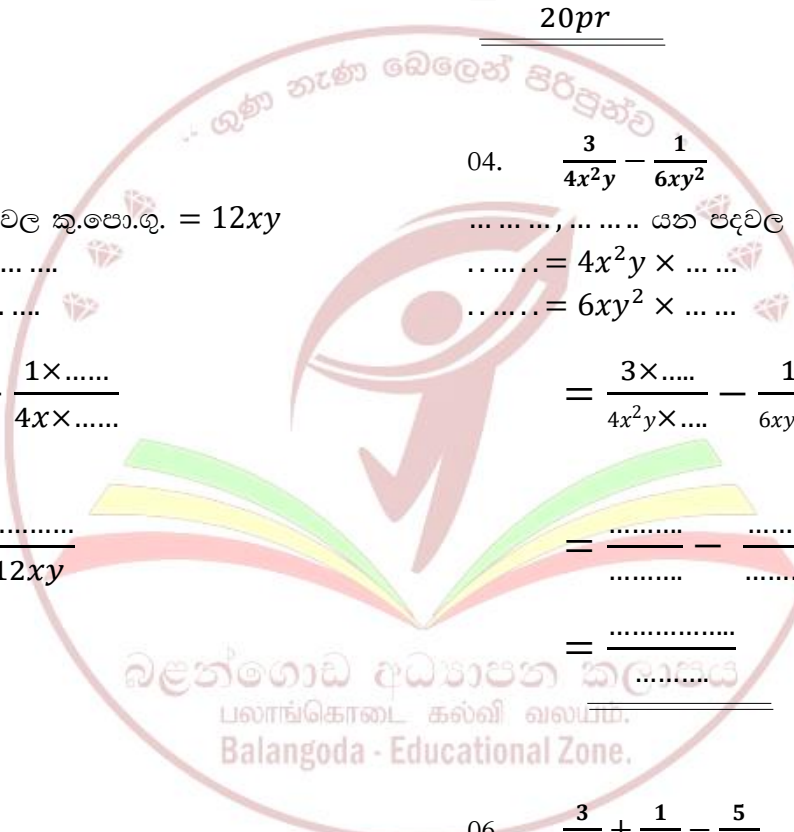 20pr
“ ගුණ නැණ බෙලෙන් පිරිපුන්ව
වල කු.පො.ගු. = 12xy
... ....
. ....
1×......
4x×......
..........
12xy
04. 3/4x²y − 1/6xy²
... ... ... , ... ... .. යන පදවල
. . ... . . = 4x²y × ... ...
. . ... . . = 6xy² × ... ...
= 3×...../4x²y×.... − 1/6xy
= ........../.......... − ....../.......
= ................./..........
බළන්ගොඩ අධ්‍යාපන කලාපය
பலாங்கொடை கல்வி வலயம்.
Balangoda - Educational Zone.
06 3 + 1 − 5